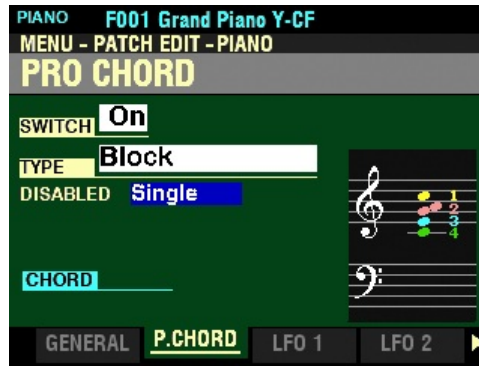 PIANO F001 Grand Piano Y-CF
MENU - PATCH EDIT - PIANO
PRO CHORD
SWITCH On
TYPE Block
DISABLED Single
1
2
3
4
CHORD
GENERAL P.CHORD LFO 1 LFO 2